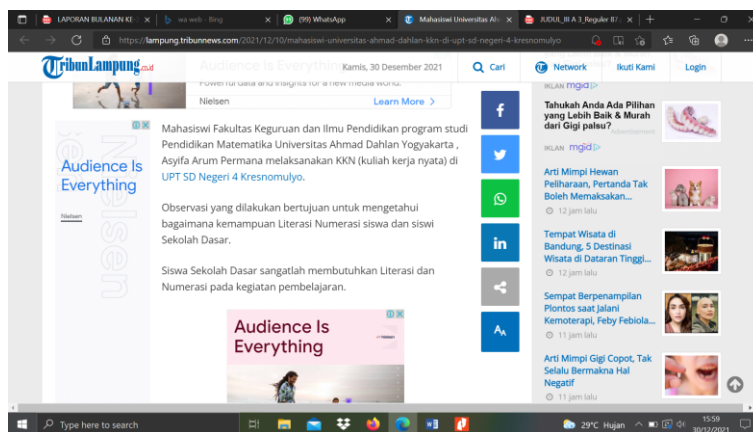 LAPORAN BULANAN KE-
wa web - Bing
(99) WhatsApp
Mahasiswi Universitas Ah
JUDUL_BI A 3_Reguler 87
https://lampung.tribunnews.com/2021/12/10/mahasiswi-universitas-ahmad-dahlan-kkn-di-upt-sd-negeri-4-kresnomulyo
TribunLampung.co.id
Kamis, 30 Desember 2021
Cari
Network
Ikuti Kami
Login
Audience Is Everything
Powerful data and insights for a new media world.
Nielsen
Learn More >
Audience Is
Everything
Nielsen
Nielsen
Mahasiswi Fakultas Keguruan dan Ilmu Pendidikan program studi
Pendidikan Matematika Universitas Ahmad Dahlan Yogyakarta ,
Asyifa Arum Permana melaksanakan KKN (kuliah kerja nyata) di
UPT SD Negeri 4 Kresnomulyo.
Observasi yang dilakukan bertujuan untuk mengetahui
bagaimana kemampuan Literasi Numerasi siswa dan siswi
Sekolah Dasar.
Siswa Sekolah Dasar sangatlah membutuhkan Literasi dan
Numerasi pada kegiatan pembelajaran.
Audience Is
Everything
f
in
AA
IKLAN mgid
Tahukah Anda Ada Pilihan
yang Lebih Baik & Murah
dari Gigi palsu?
Advertisement
IKLAN mgid
Arti Mimpi Hewan
Peliharaan, Pertanda Tak
Boleh Memaksakan...
12 jam lalu
Tempat Wisata di
Bandung, 5 Destinasi
Wisata di Dataran Tinggi...
12 jam lalu
Sempat Berpenampilan
Plontos saat Jalani
Kemoterapi, Feby Febiola...
11 jam lalu
Arti Mimpi Gigi Copot, Tak
Selalu Bermakna Hal
Negatif
11 jam lalu
Type here to search
29°C Hujan
15:59
30/12/2021